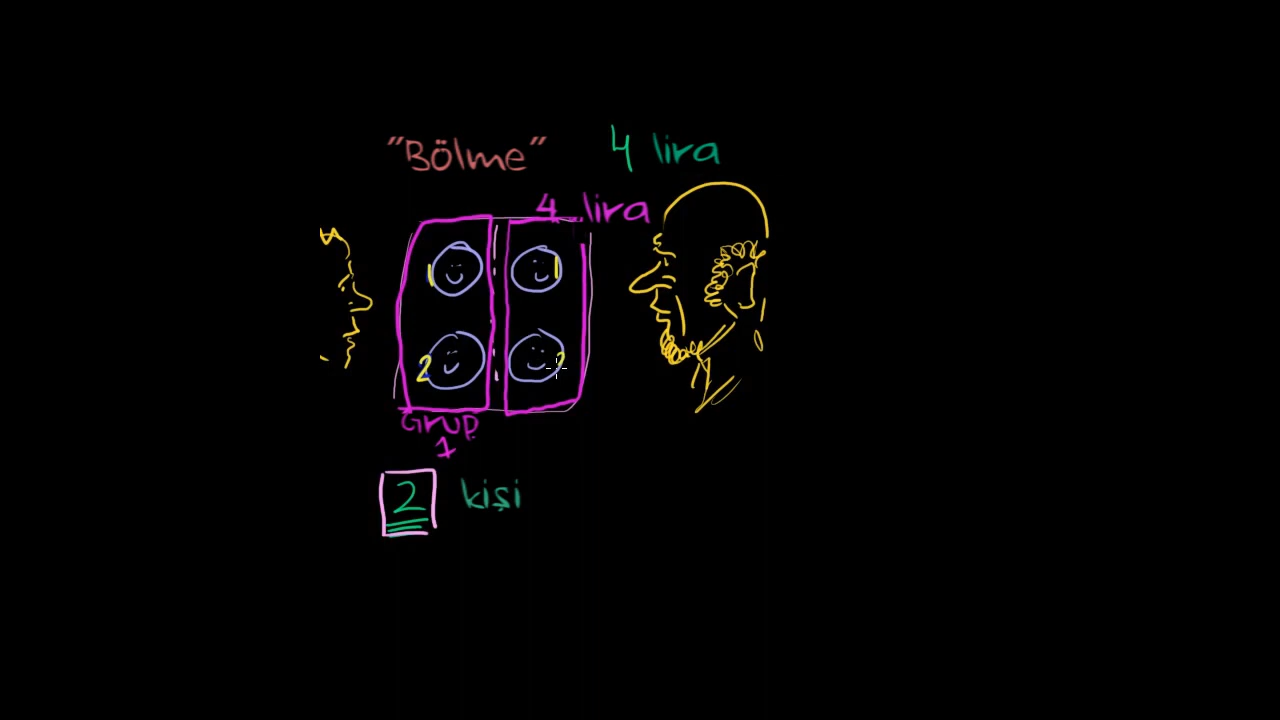 "Bölme" 4 lira
4 lira
1 1
2 2
Grup
1
2 kişi